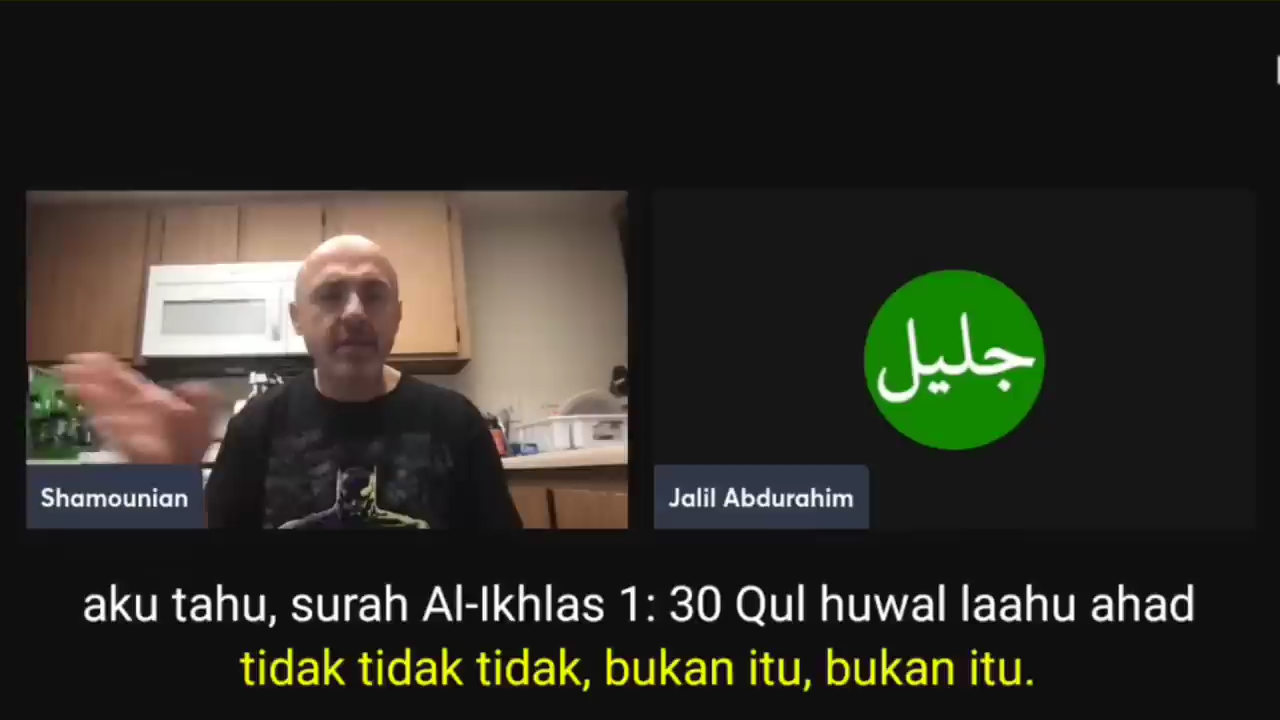 جليل
Shamounian
Jalil Abdurahim
aku tahu, surah Al-Ikhlas 1: 30 Qul huwal laahu ahad
tidak tidak tidak, bukan itu, bukan itu.